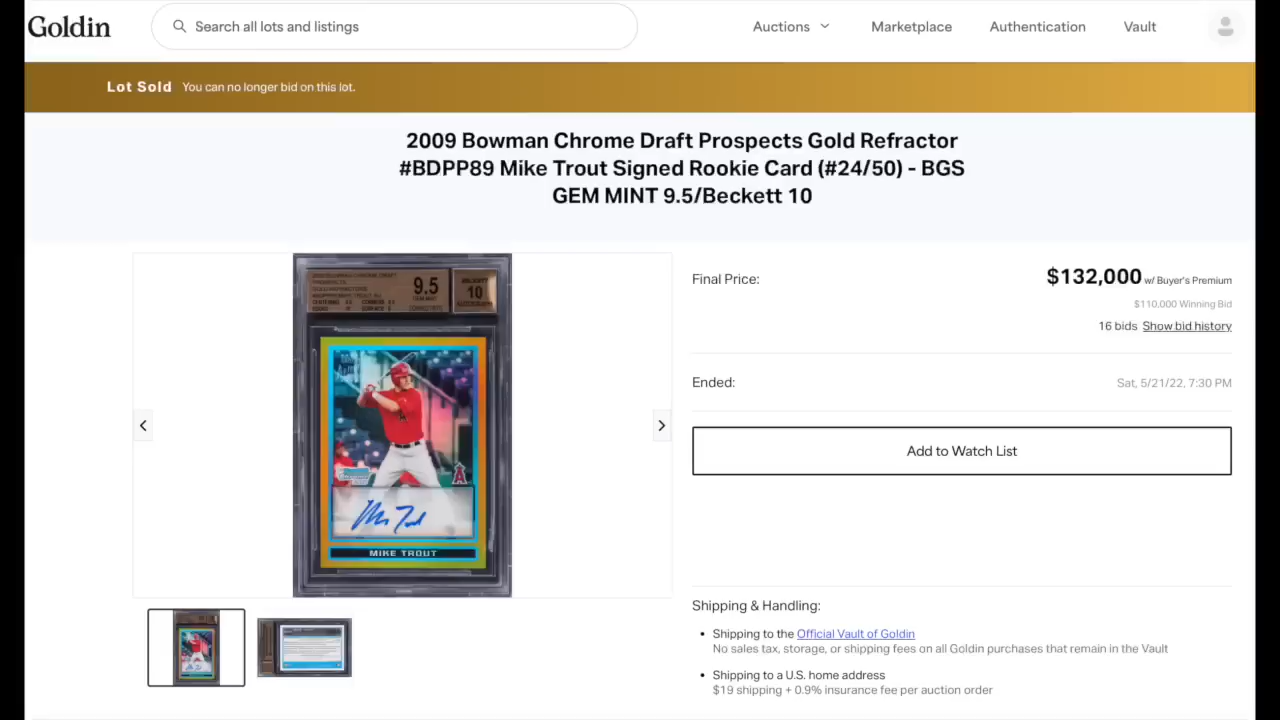 Goldin
Search all lots and listings
Auctions
Marketplace
Authentication
Vault
Lot Sold You can no longer bid on this lot.
2009 Bowman Chrome Draft Prospects Gold Refractor
#BDPP89 Mike Trout Signed Rookie Card (#24/50) - BGS
GEM MINT 9.5/Beckett 10
9.5
GEM MINT
10
AUTOGRAPH
MIKE TROUT
Final Price:
$132,000 w/ Buyer's Premium
$110,000 Winning Bid
16 bids Show bid history
Ended:
Sat, 5/21/22, 7:30 PM
Add to Watch List
Shipping & Handling:
• Shipping to the Official Vault of Goldin
No sales tax, storage, or shipping fees on all Goldin purchases that remain in the Vault
• Shipping to a U.S. home address
$19 shipping + 0.9% insurance fee per auction order